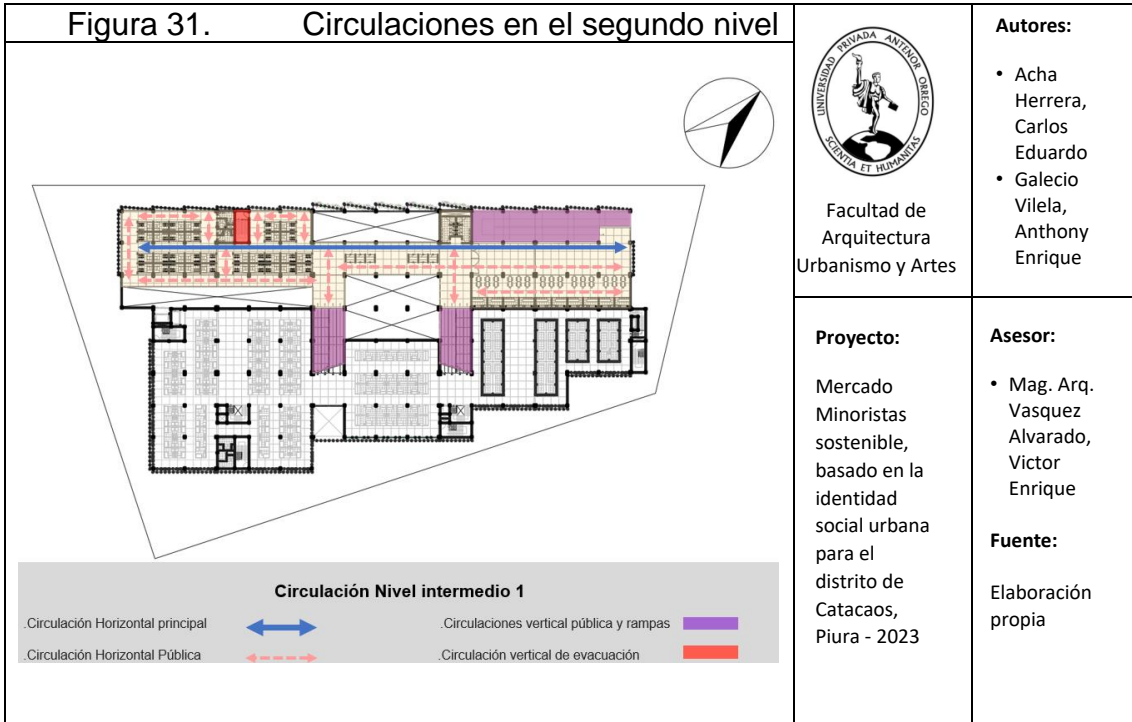 Figura 31. Circulaciones en el segundo nivel
Circulación Nivel intermedio 1
.Circulación Horizontal principal
.Circulaciones vertical pública y rampas
.Circulación Horizontal Pública
.Circulación vertical de evacuación
UNIVERSIDAD PRIVADA ANTENOR ORREGO
SCIENTIA ET HUMANITAS
Facultad de
Arquitectura
Urbanismo y Artes
Autores:
• Acha
Herrera,
Carlos
Eduardo
• Galecio
Vilela,
Anthony
Enrique
Proyecto:
Mercado
Minoristas
sostenible,
basado en la
identidad
social urbana
para el
distrito de
Catacaos,
Piura - 2023
Asesor:
• Mag. Arq.
Vasquez
Alvarado,
Victor
Enrique
Fuente:
Elaboración
propia